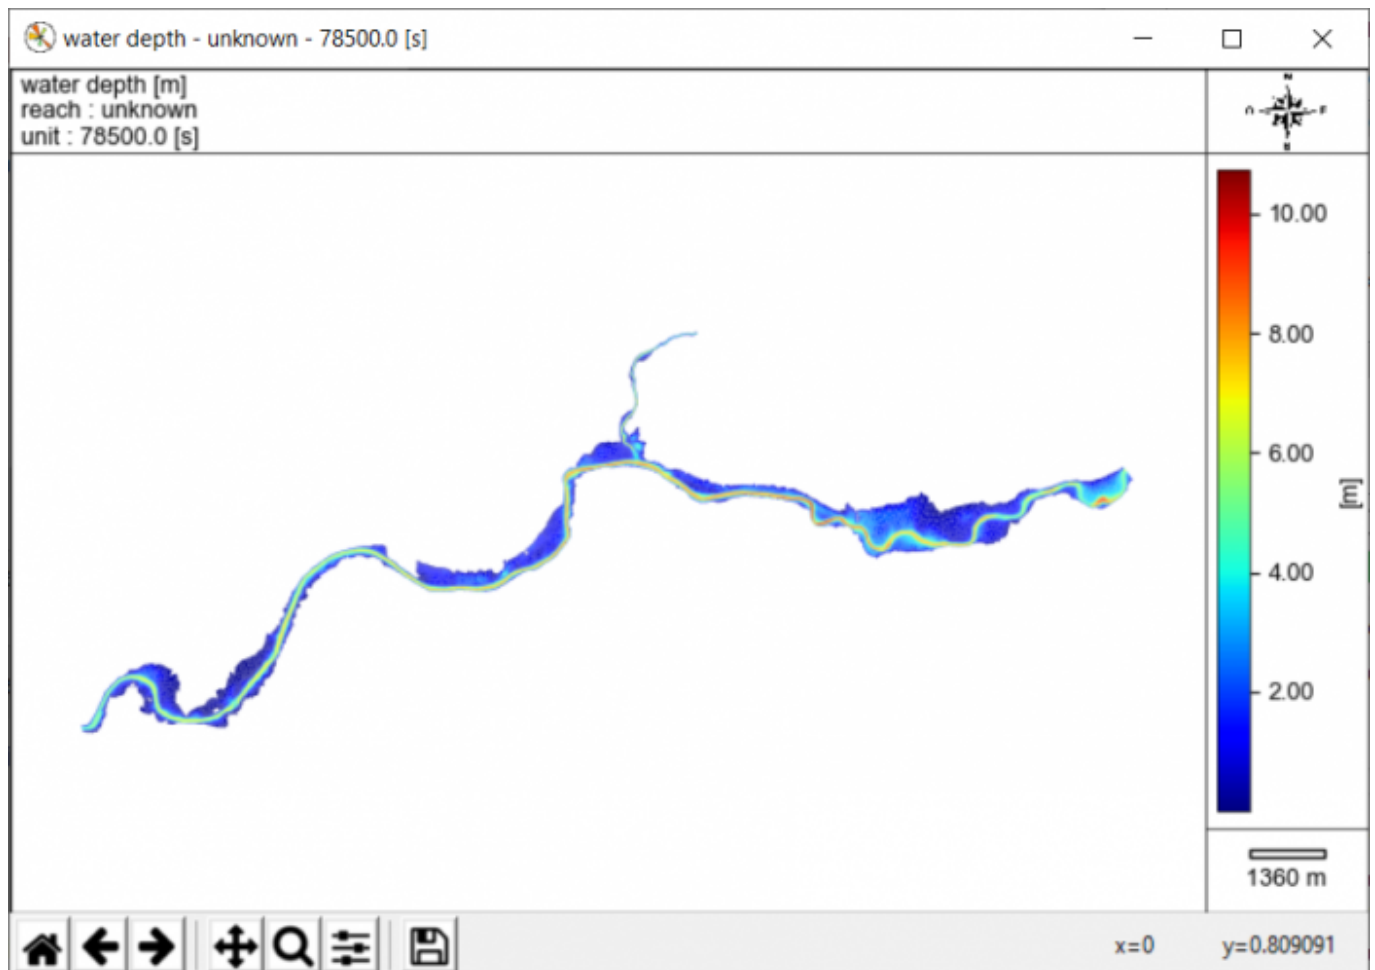 water depth - unknown - 78500.0 [s]
water depth [m]
reach : unknown
unit : 78500.0 [s]
N
O
E
10.00
8.00
6.00
4.00
2.00
[m]
1360 m
x=0 y=0.809091